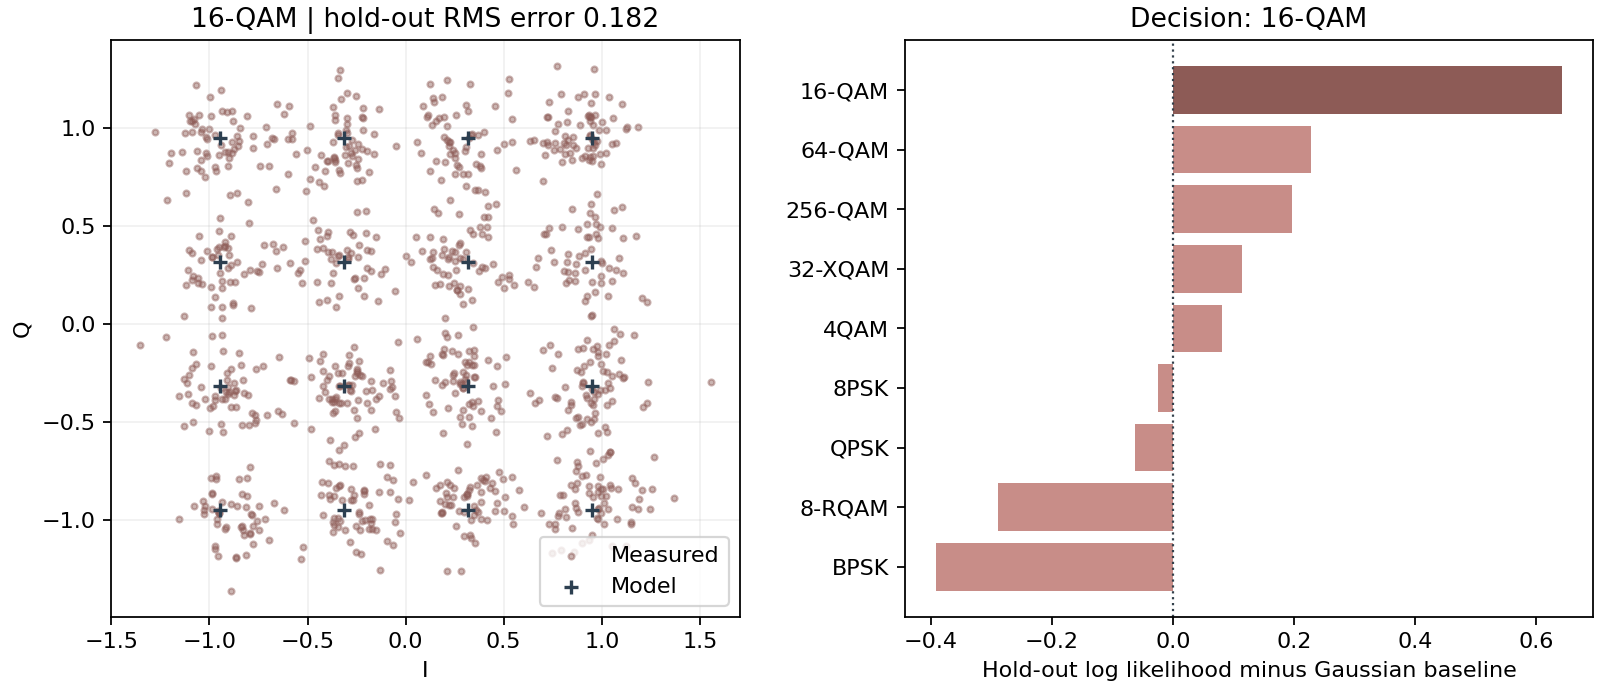 16-QAM | hold-out RMS error 0.182
1.0
0.5
0.0
−0.5
−1.0
Q
−1.5
−1.0
−0.5
0.0
0.5
1.0
1.5
I
Measured
Model
Decision: 16-QAM
16-QAM
64-QAM
256-QAM
32-XQAM
4QAM
8PSK
QPSK
8-RQAM
BPSK
−0.4
−0.2
0.0
0.2
0.4
0.6
Hold-out log likelihood minus Gaussian baseline